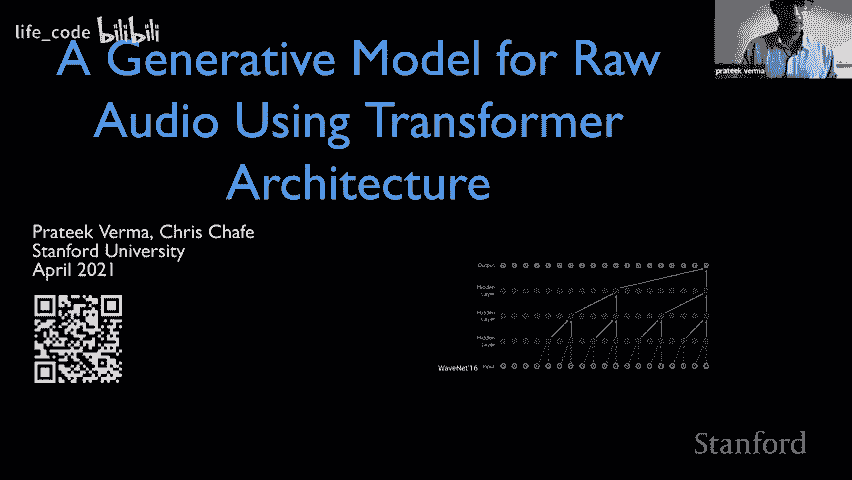 life_code bilibili
prateek verma
A Generative Model for Raw
Audio Using Transformer
Architecture
Prateek Verma, Chris Chafe
Stanford University
April 2021
Output
Hidden
Layer
Hidden
Layer
Hidden
Layer
WaveNet'16 Input
Stanford